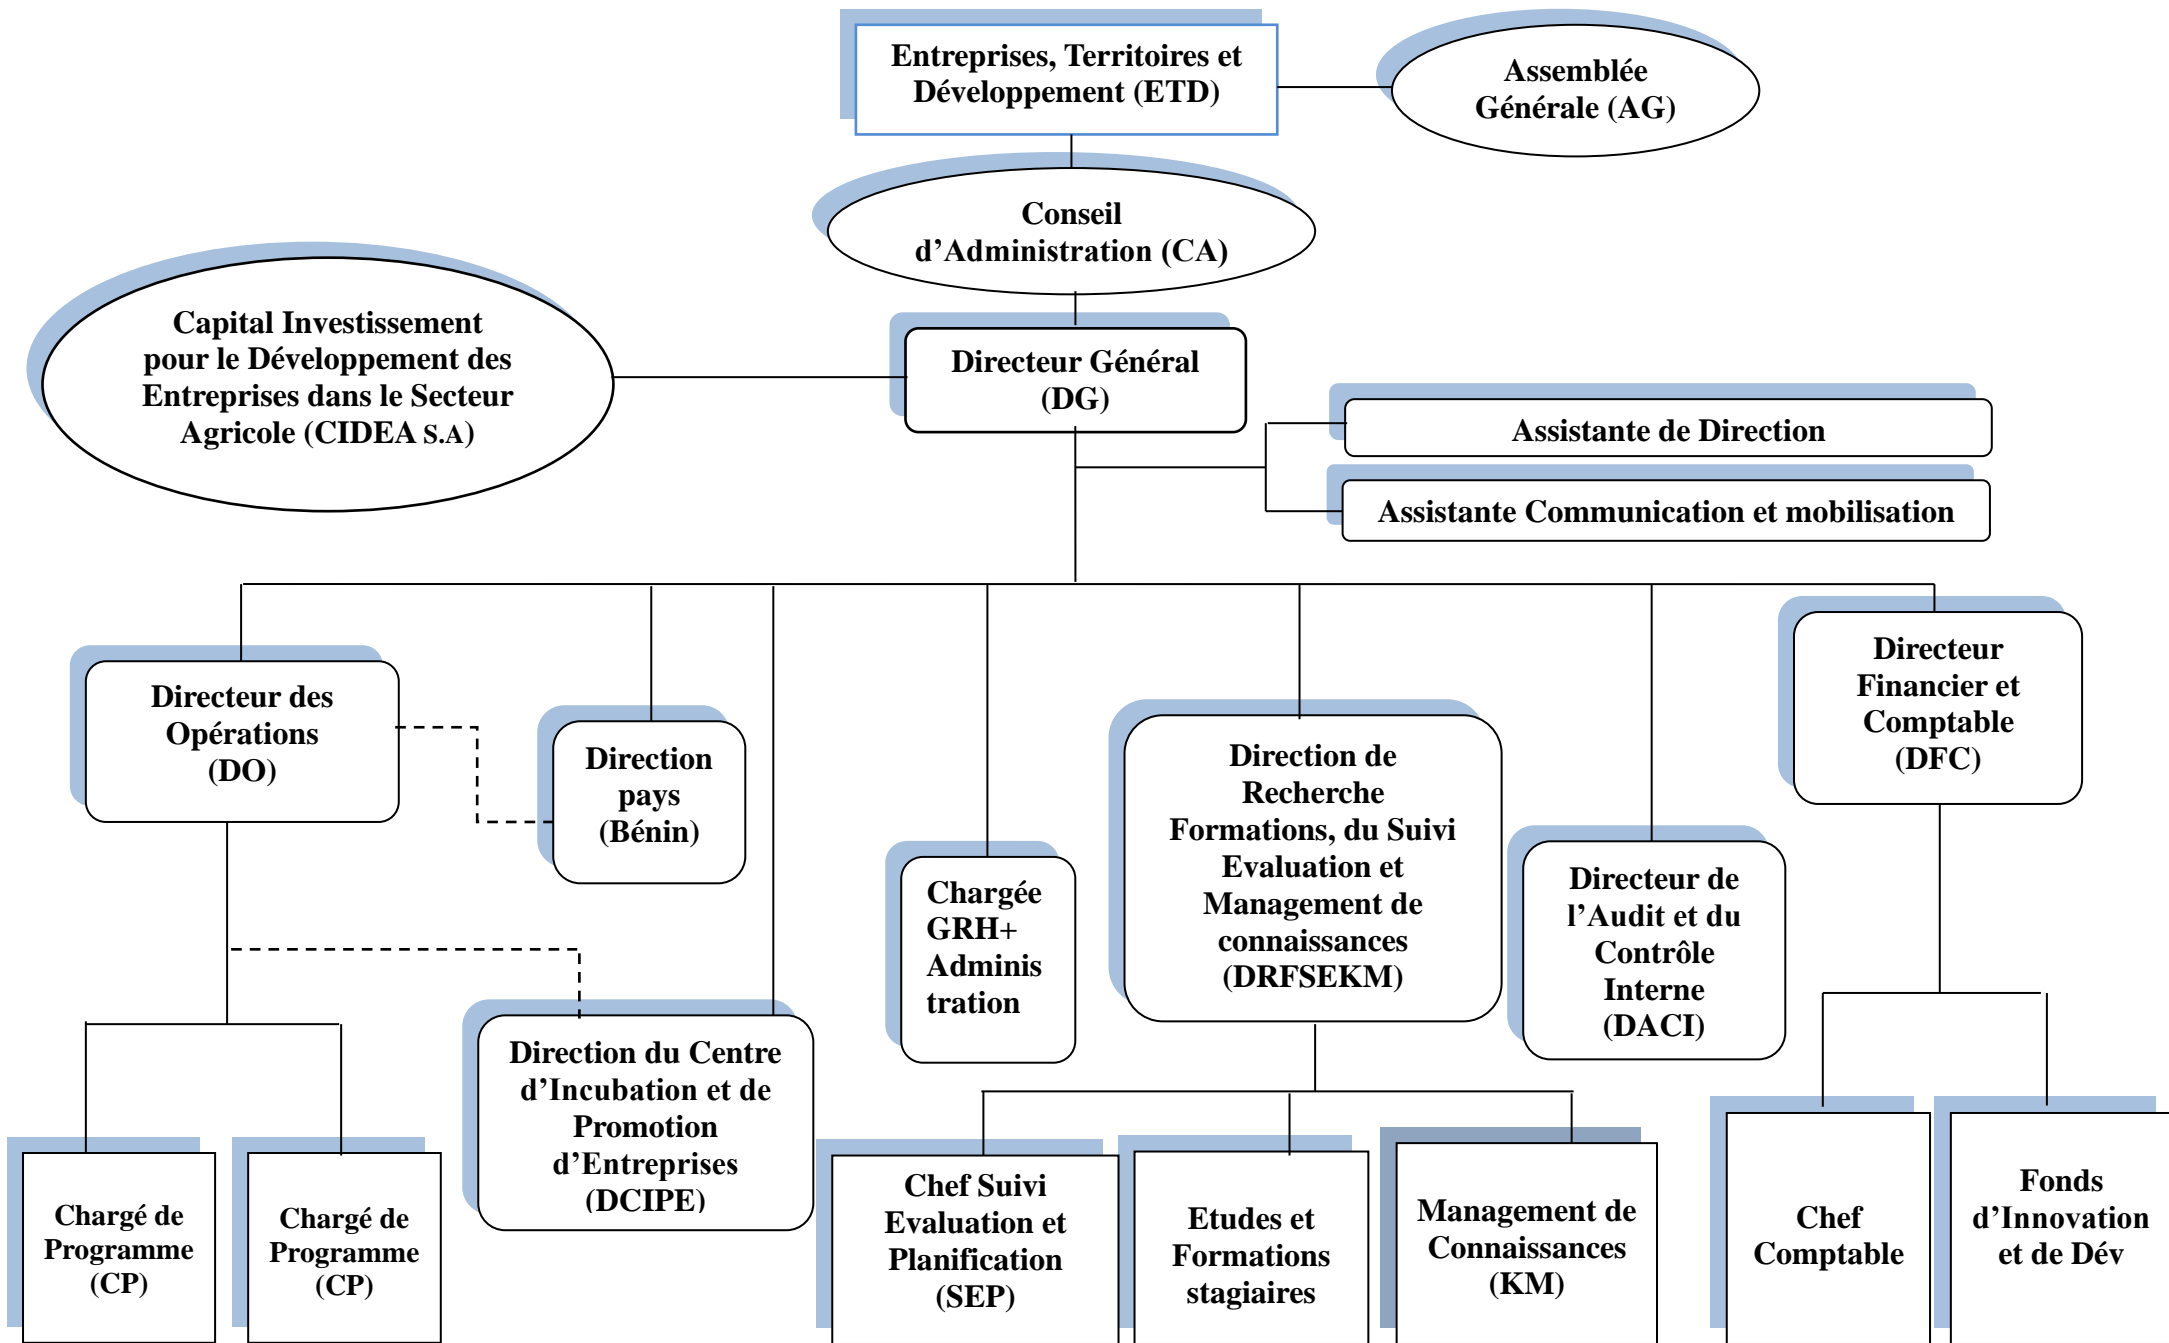 Entreprises, Territoires et
Développement (ETD)
Assemblée
Générale (AG)
Conseil
d’Administration (CA)
Capital Investissement
pour le Développement des
Entreprises dans le Secteur
Agricole (CIDEA S.A)
Directeur Général
(DG)
Assistante de Direction
Assistante Communication et mobilisation
Directeur des
Opérations
(DO)
Direction
pays
(Bénin)
Direction du Centre
d’Incubation et de
Promotion
d’Entreprises
(DCIPE)
Chargée
GRH+
Adminis
tration
Direction de
Recherche
Formations, du Suivi
Evaluation et
Management de
connaissances
(DRFSEKM)
Directeur de
l’Audit et du
Contrôle
Interne
(DACI)
Directeur
Financier et
Comptable
(DFC)
Chargé de
Programme
(CP)
Chargé de
Programme
(CP)
Chef Suivi
Evaluation et
Planification
(SEP)
Etudes et
Formations
stagiaires
Management de
Connaissances
(KM)
Chef
Comptable
Fonds
d’Innovation
et de Dév